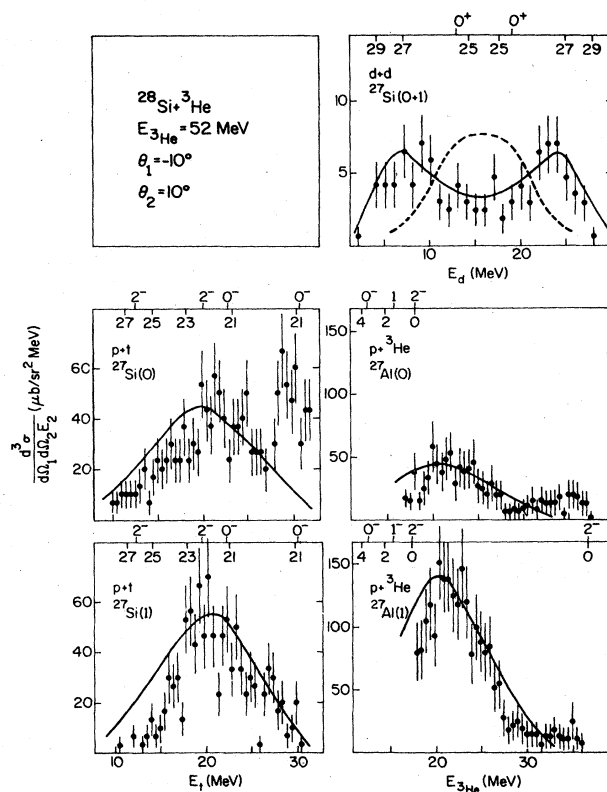 ²⁸Si+³He
E³He = 52 MeV
θ₁=-10°
θ₂=10°
0⁺ 0⁺
29 27 25 25 27 29
d+d
²⁷Si(0+1)
10
5
10 20
E_d (MeV)
2⁻ 2⁻ 0⁻ 0⁻
27 25 23 21 21
p+t
²⁷Si(0)
60
40
20
0⁻ 1 2⁻
4 2 0
p+³He
²⁷Al(0)
150
100
50
d³σ/dΩ₁dΩ₂E₂ (μb/sr² MeV)
2⁻ 2⁻ 0⁻ 0⁻
27 25 23 21 21
p+t
²⁷Si(1)
60
40
20
10 20 30
E_t (MeV)
0⁻ 1⁻ 2⁻ 2⁻
4 2 0 0
p+³He
²⁷Al(1)
150
100
50
20 30
E³He (MeV)